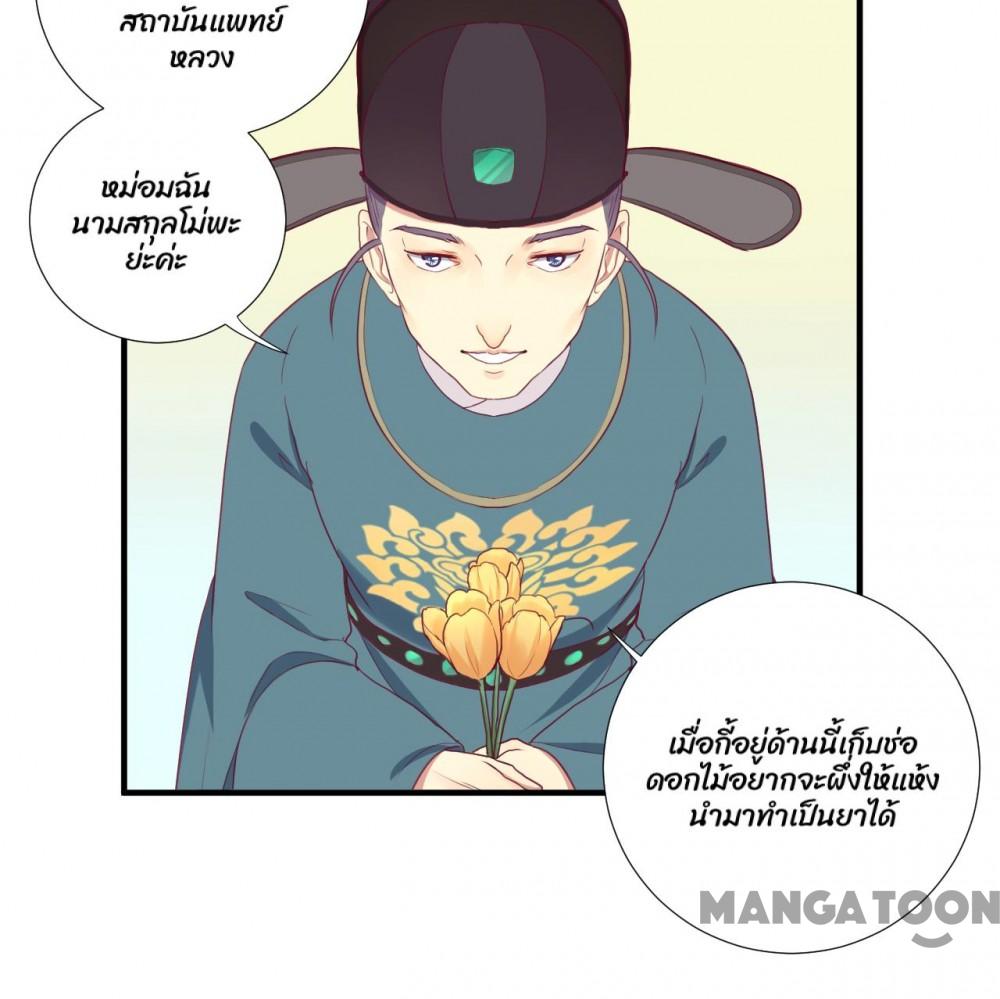 สถาบันแพทย์
หลวง
หม่อมฉัน
นามสกุลโม่พะ
ย่ะค่ะ
เมื่อกี้อยู่ด้านนี้เก็บช่อ
ดอกไม้อยากจะผึ่งให้แห้ง
นำมาทำเป็นยาได้
MANGATOON